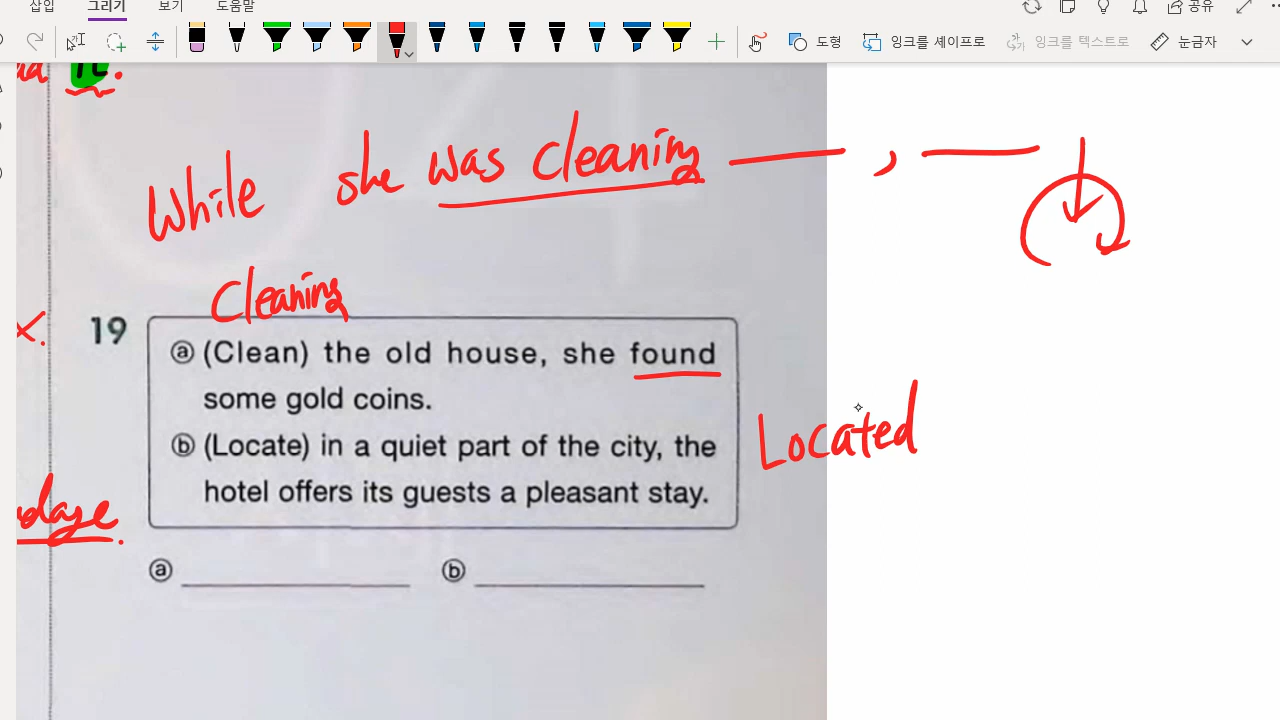 삽입 그리기 보기 도움말 공유
도형 잉크를 셰이프로 잉크를 텍스트로 눈금자
While she was cleaning ,
Cleaning
19
ⓐ (Clean) the old house, she found
some gold coins.
ⓑ (Locate) in a quiet part of the city, the
hotel offers its guests a pleasant stay.
Located
ⓐ ⓑ